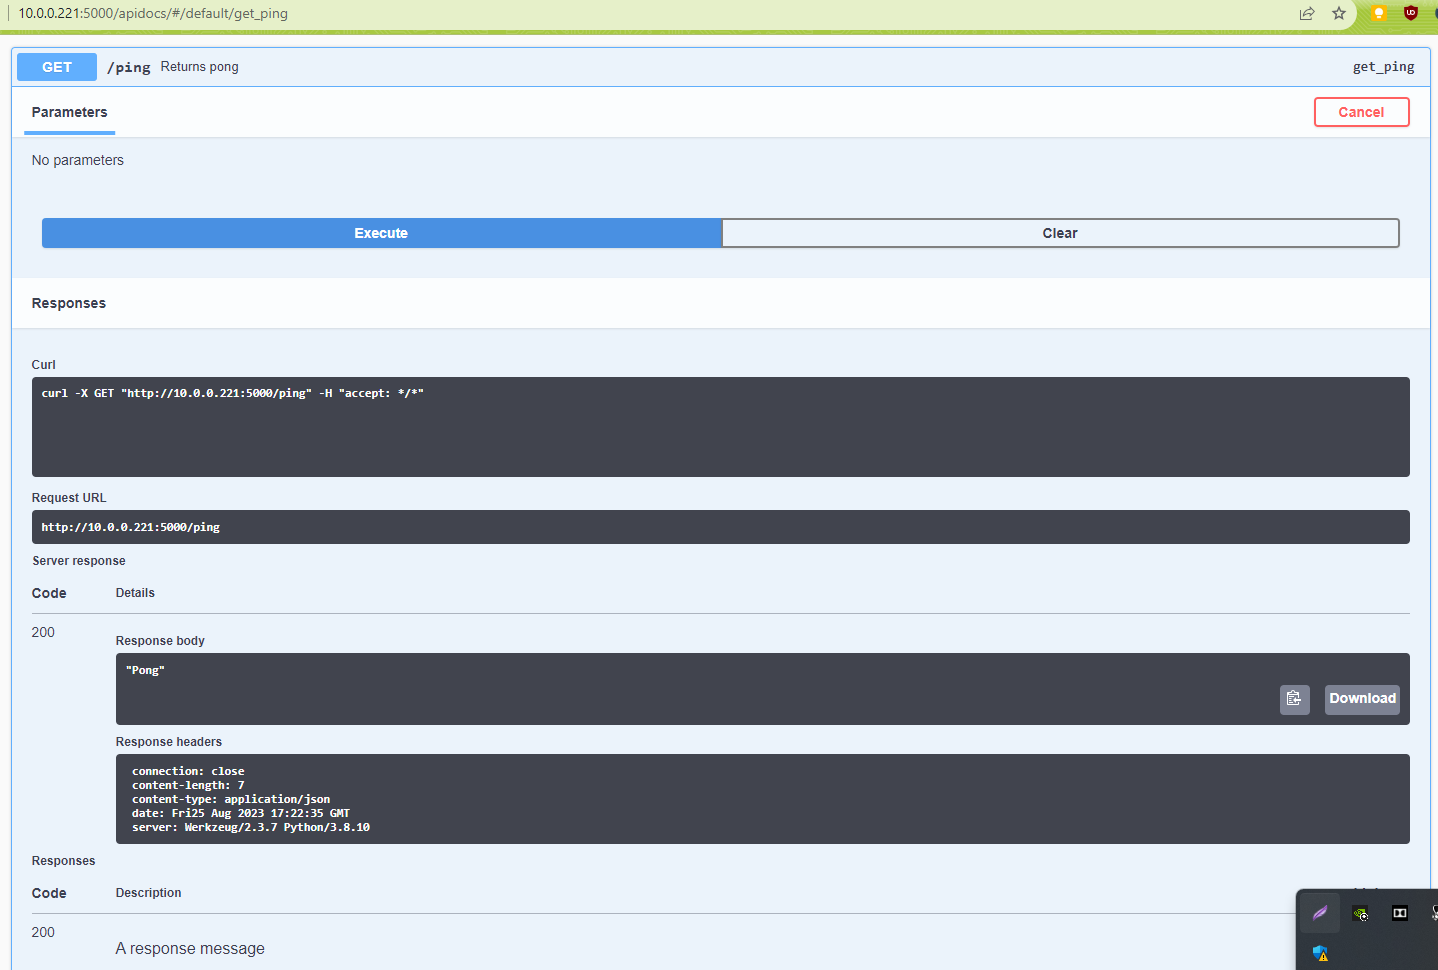 10.0.0.221:5000/apidocs/#/default/get_ping
GET /ping Returns pong get_ping
Parameters Cancel
No parameters
Execute Clear
Responses
Curl
curl -X GET "http://10.0.0.221:5000/ping" -H "accept: */*"
Request URL
http://10.0.0.221:5000/ping
Server response
Code Details
200
Response body
"Pong"
Download
Response headers
connection: close
content-length: 7
content-type: application/json
date: Fri25 Aug 2023 17:22:35 GMT
server: Werkzeug/2.3.7 Python/3.8.10
Responses
Code Description
200
A response message